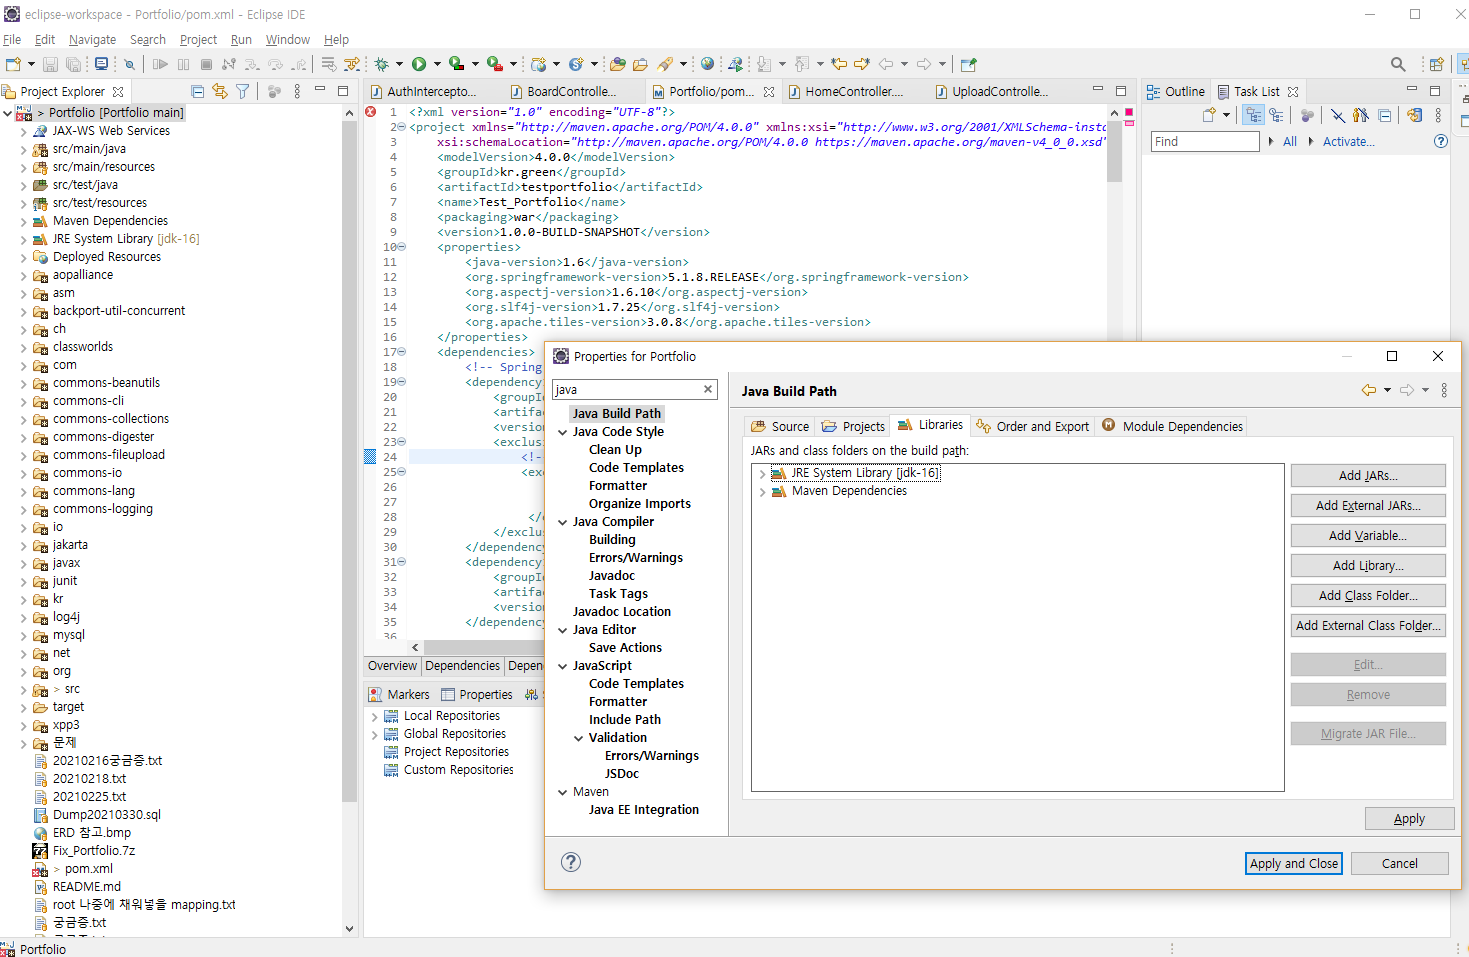 eclipse-workspace - Portfolio/pom.xml - Eclipse IDE
File Edit Navigate Search Project Run Window Help
Project Explorer
> Portfolio [Portfolio main]
JAX-WS Web Services
src/main/java
src/main/resources
src/test/java
src/test/resources
Maven Dependencies
JRE System Library [jdk-16]
Deployed Resources
aopalliance
asm
backport-util-concurrent
ch
classworlds
com
commons-beanutils
commons-cli
commons-collections
commons-digester
commons-fileupload
commons-io
commons-lang
commons-logging
io
jakarta
javax
junit
kr
log4j
mysql
net
org
> src
target
xpp3
문제
20210216궁금증.txt
20210218.txt
20210225.txt
Dump20210330.sql
ERD 참고.bmp
Fix_Portfolio.7z
> pom.xml
README.md
root 나중에 채워넣을 mapping.txt
궁금증.txt
Portfolio
AuthIntercepto... BoardControlle... Portfolio/pom... HomeController.... UploadControlle...
1 <?xml version="1.0" encoding="UTF-8"?>
2 <project xmlns="http://maven.apache.org/POM/4.0.0" xmlns:xsi="http://www.w3.org/2001/XMLSchema-insta
3 xsi:schemaLocation="http://maven.apache.org/POM/4.0.0 https://maven.apache.org/maven-v4_0_0.xsd"
4 <modelVersion>4.0.0</modelVersion>
5 <groupId>kr.green</groupId>
6 <artifactId>testportfolio</artifactId>
7 <name>Test_Portfolio</name>
8 <packaging>war</packaging>
9 <version>1.0.0-BUILD-SNAPSHOT</version>
10 <properties>
11 <java-version>1.6</java-version>
12 <org.springframework-version>5.1.8.RELEASE</org.springframework-version>
13 <org.aspectj-version>1.6.10</org.aspectj-version>
14 <org.slf4j-version>1.7.25</org.slf4j-version>
15 <org.apache.tiles-version>3.0.8</org.apache.tiles-version>
16 </properties>
17 <dependencies>
18 <!-- Spring
19 <dependency
20 <groupId
21 <artifac
22 <version
23 <exclus
24 <!--
25 <exc
26
27
28 </e
29 </exclus
30 </dependency
31 <dependency
32 <groupId
33 <artifac
34 <version
35 </dependency
36
Overview Dependencies Depen
Markers Properties
Local Repositories
Global Repositories
Project Repositories
Custom Repositories
Outline Task List
Find All Activate...
Properties for Portfolio
java
Java Build Path
Java Code Style
Clean Up
Code Templates
Formatter
Organize Imports
Java Compiler
Building
Errors/Warnings
Javadoc
Task Tags
Javadoc Location
Java Editor
Save Actions
JavaScript
Code Templates
Formatter
Include Path
Validation
Errors/Warnings
JSDoc
Maven
Java EE Integration
Java Build Path
Source Projects Libraries Order and Export Module Dependencies
JARs and class folders on the build path:
JRE System Library [jdk-16]
Maven Dependencies
Add JARs...
Add External JARs...
Add Variable...
Add Library...
Add Class Folder...
Add External Class Folder...
Edit...
Remove
Migrate JAR File...
Apply
Apply and Close Cancel